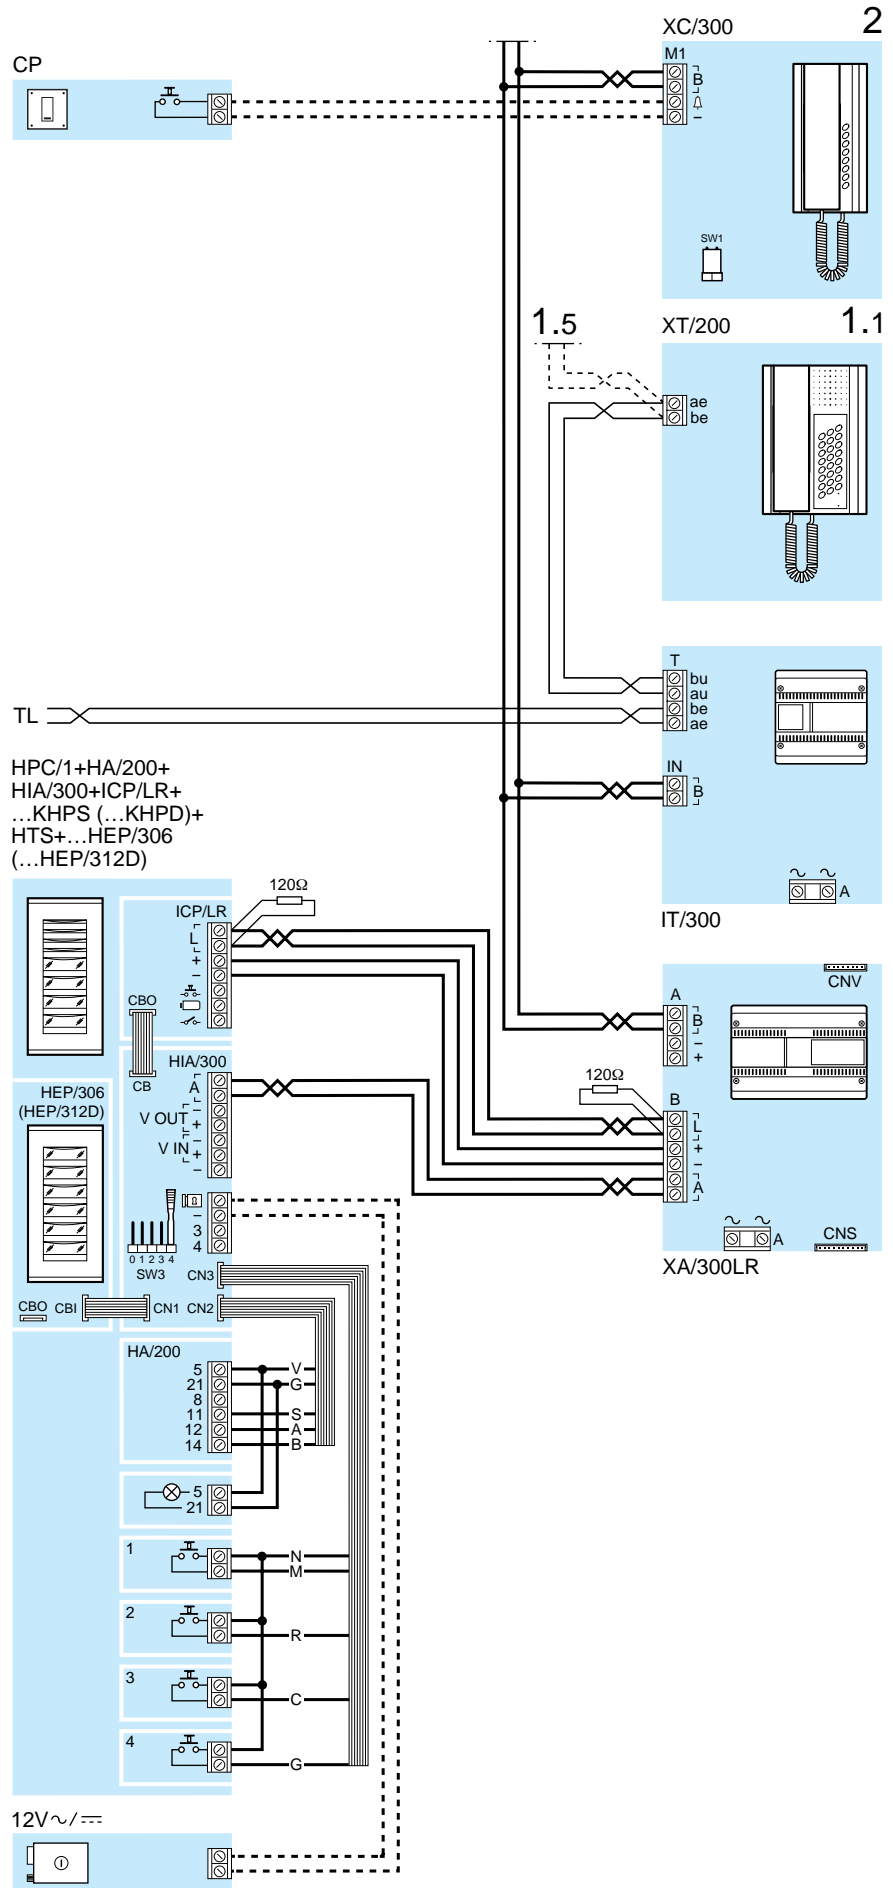 XC/300 2
CP
M1
B
–
SW1
1.5
XT/200 1.1
ae
be
T
bu
au
be
ae
TL
IN
B
A
IT/300
HPC/1+HA/200+
HIA/300+ICP/LR+
…KHPS (…KHPD)+
HTS+…HEP/306
(…HEP/312D)
120Ω
ICP/LR
L
+
–
CBO
CB
CNV
A
B
–
+
HIA/300
A
–
V OUT
+
–
V IN
+
–
HEP/306
(HEP/312D)
120Ω
B
L
+
–
A
A
CNS
XA/300LR
–
3
4
0 1 2 3 4
SW3
CN3
CBO CBI CN1 CN2
HA/200
5 V
21 G
8
11 S
12 A
14 B
5
21
1 N
M
2
R
3
C
4
G
12V~/⎓